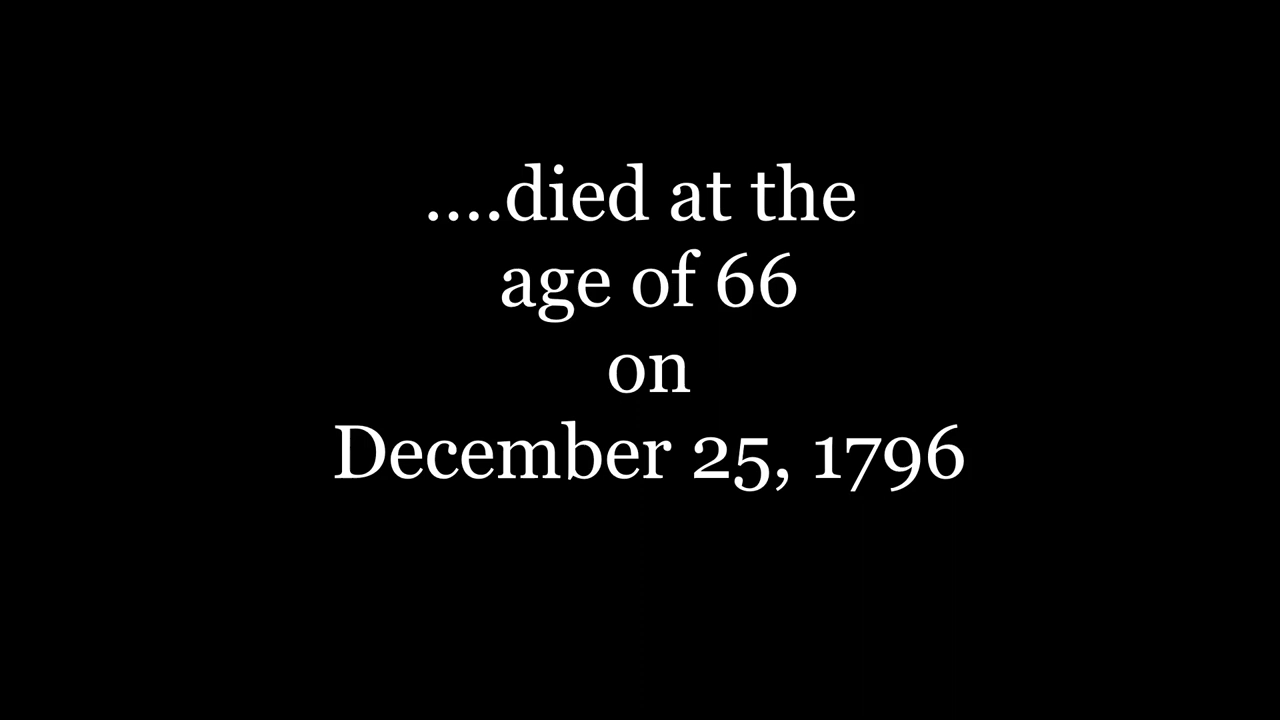 ....died at the
age of 66
on
December 25, 1796